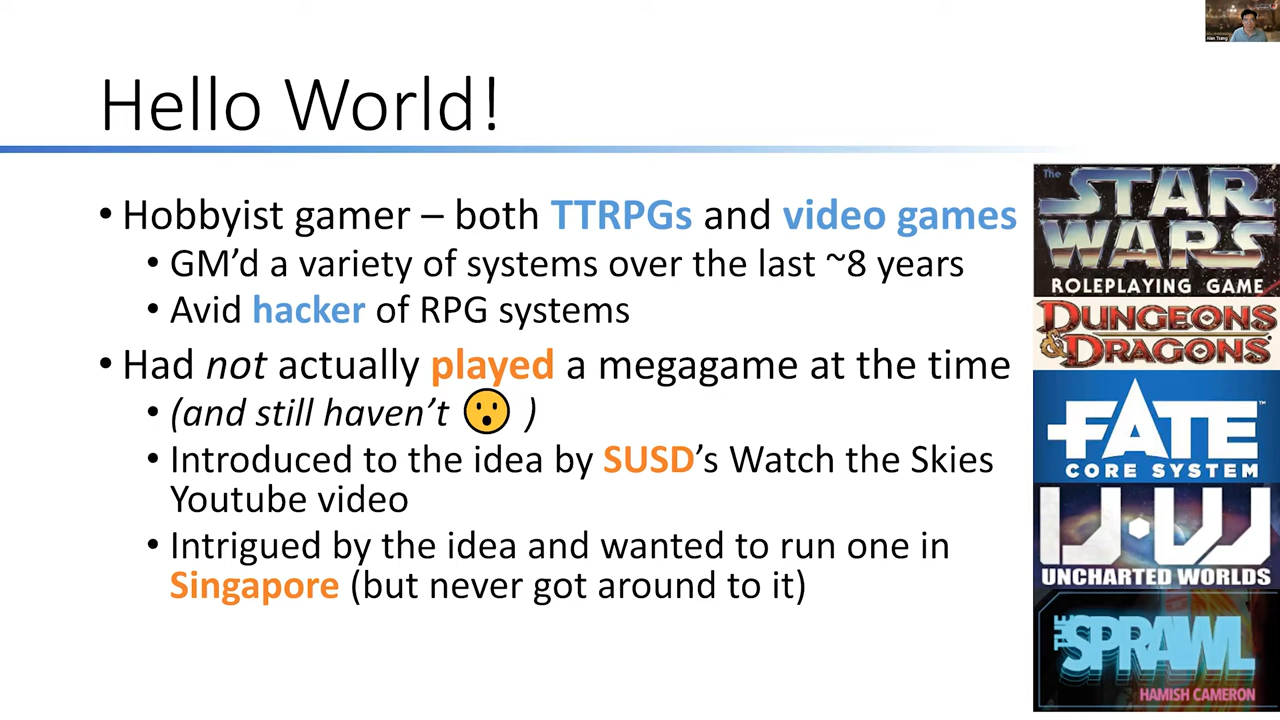 Alan Tsang
Hello World!
• Hobbyist gamer – both TTRPGs and video games
• GM’d a variety of systems over the last ~8 years
• Avid hacker of RPG systems
• Had not actually played a megagame at the time
• (and still haven’t 😮 )
• Introduced to the idea by SUSD’s Watch the Skies
Youtube video
• Intrigued by the idea and wanted to run one in
Singapore (but never got around to it)
The
STAR
WARS
ROLEPLAYING GAME
DUNGEONS
& DRAGONS
FATE™
CORE SYSTEM
U·W
UNCHARTED WORLDS
THE SPRAWL
HAMISH CAMERON